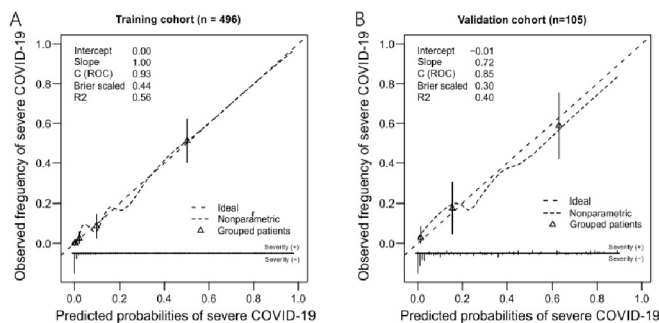 A
Training cohort (n = 496)
Observed freguency of severe COVID-19
1.0
0.8
0.6
0.4
0.2
0.0
Intercept 0.00
Slope 1.00
C (ROC) 0.93
Brier scaled 0.44
R2 0.56
Ideal
Nonparametric
Grouped patients
Severity (+)
Severity (−)
0.0 0.2 0.4 0.6 0.8 1.0
Predicted probabilities of severe COVID-19
B
Validation cohort (n=105)
Observed freguency of severe COVID-19
1.0
0.8
0.6
0.4
0.2
0.0
Intercept −0.01
Slope 0.72
C (ROC) 0.85
Brier scaled 0.30
R2 0.40
Ideal
Nonparametric
Grouped patients
Severity (+)
Severity (−)
0.0 0.2 0.4 0.6 0.8 1.0
Predicted probabilities of severe COVID-19